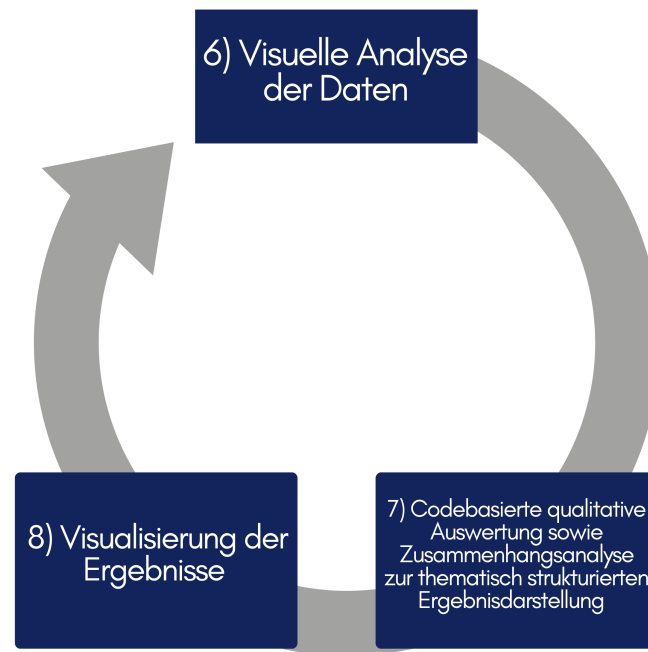 6) Visuelle Analyse
der Daten
7) Codebasierte qualitative
Auswertung sowie
Zusammenhangsanalyse
zur thematisch strukturierten
Ergebnisdarstellung
8) Visualisierung der
Ergebnisse